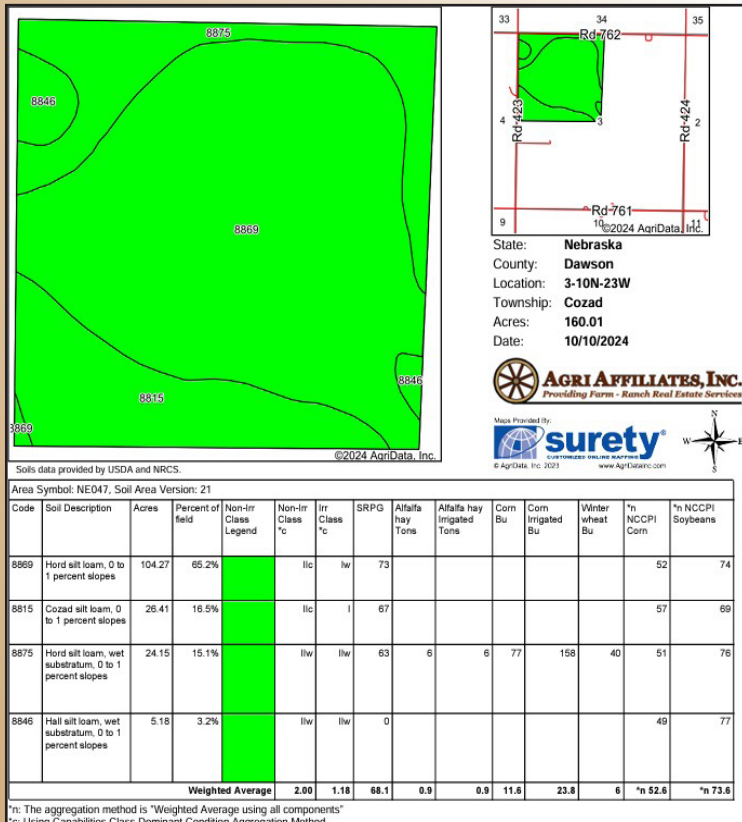 8875
8846
8869
8846
8815
8869
©2024 AgriData, Inc.
Soils data provided by USDA and NRCS.
33 34 35
Rd 762
Rd 423
Rd 424
4 3 2
Rd 761
9 10 11
©2024 AgriData, Inc.
State: Nebraska
County: Dawson
Location: 3-10N-23W
Township: Cozad
Acres: 160.01
Date: 10/10/2024
AGRI AFFILIATES, INC.
Providing Farm - Ranch Real Estate Services
Maps Provided By:
surety®
CUSTOMIZED ONLINE MAPPING
© AgriData, Inc. 2023 www.AgriDataInc.com
N
W E
S
Area Symbol: NE047, Soil Area Version: 21
Code Soil Description Acres Percent of field Non-Irr Class Legend Non-Irr Class *c Irr Class *c SRPG Alfalfa hay Tons Alfalfa hay Irrigated Tons Corn Bu Corn Irrigated Bu Winter wheat Bu *n NCCPI Corn *n NCCPI Soybeans
8869 Hord silt loam, 0 to 1 percent slopes 104.27 65.2% IIc Iw 73 52 74
8815 Cozad silt loam, 0 to 1 percent slopes 26.41 16.5% IIc I 67 57 69
8875 Hord silt loam, wet substratum, 0 to 1 percent slopes 24.15 15.1% IIw IIw 63 6 6 77 158 40 51 76
8846 Hall silt loam, wet substratum, 0 to 1 percent slopes 5.18 3.2% IIw IIw 0 49 77
Weighted Average 2.00 1.18 68.1 0.9 0.9 11.6 23.8 6 *n 52.6 *n 73.6
*n: The aggregation method is "Weighted Average using all components"
*c: Using Capabilities Class Dominant Condition Aggregation Method